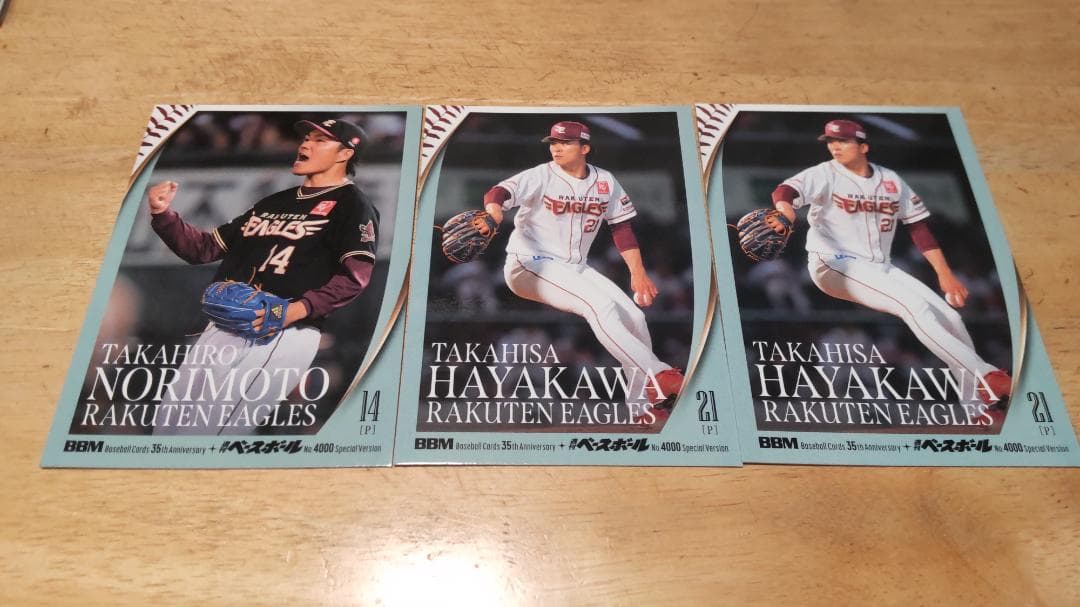 RAKUTEN
EAGLES
14
TAKAHIRO
NORIMOTO
RAKUTEN EAGLES
14
[P]
BBM Baseball Cards 35th Anniversary + 週刊ベースボール No.4000 Special Version
RAKUTEN
EAGLES
21
TAKAHISA
HAYAKAWA
RAKUTEN EAGLES
21
[P]
BBM Baseball Cards 35th Anniversary + 週刊ベースボール No.4000 Special Version
RAKUTEN
EAGLES
21
TAKAHISA
HAYAKAWA
RAKUTEN EAGLES
21
[P]
BBM Baseball Cards 35th Anniversary + 週刊ベースボール No.4000 Special Version